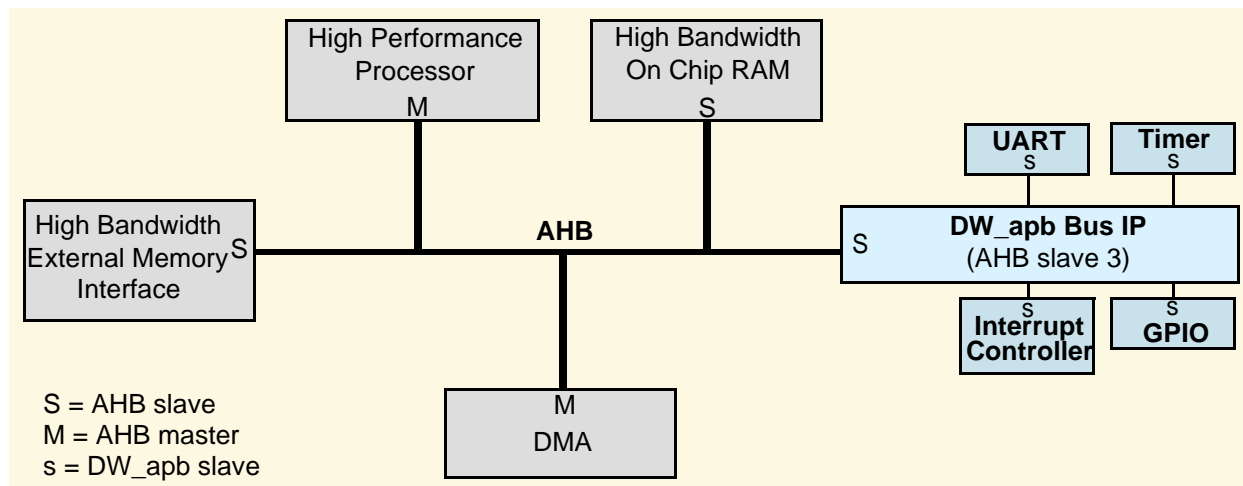 High Performance
Processor
M
High Bandwidth
On Chip RAM
S
UART
s
Timer
s
High Bandwidth
External Memory
Interface
S
AHB
S
DW_apb Bus IP
(AHB slave 3)
s
Interrupt
Controller
s
GPIO
M
DMA
S = AHB slave
M = AHB master
s = DW_apb slave